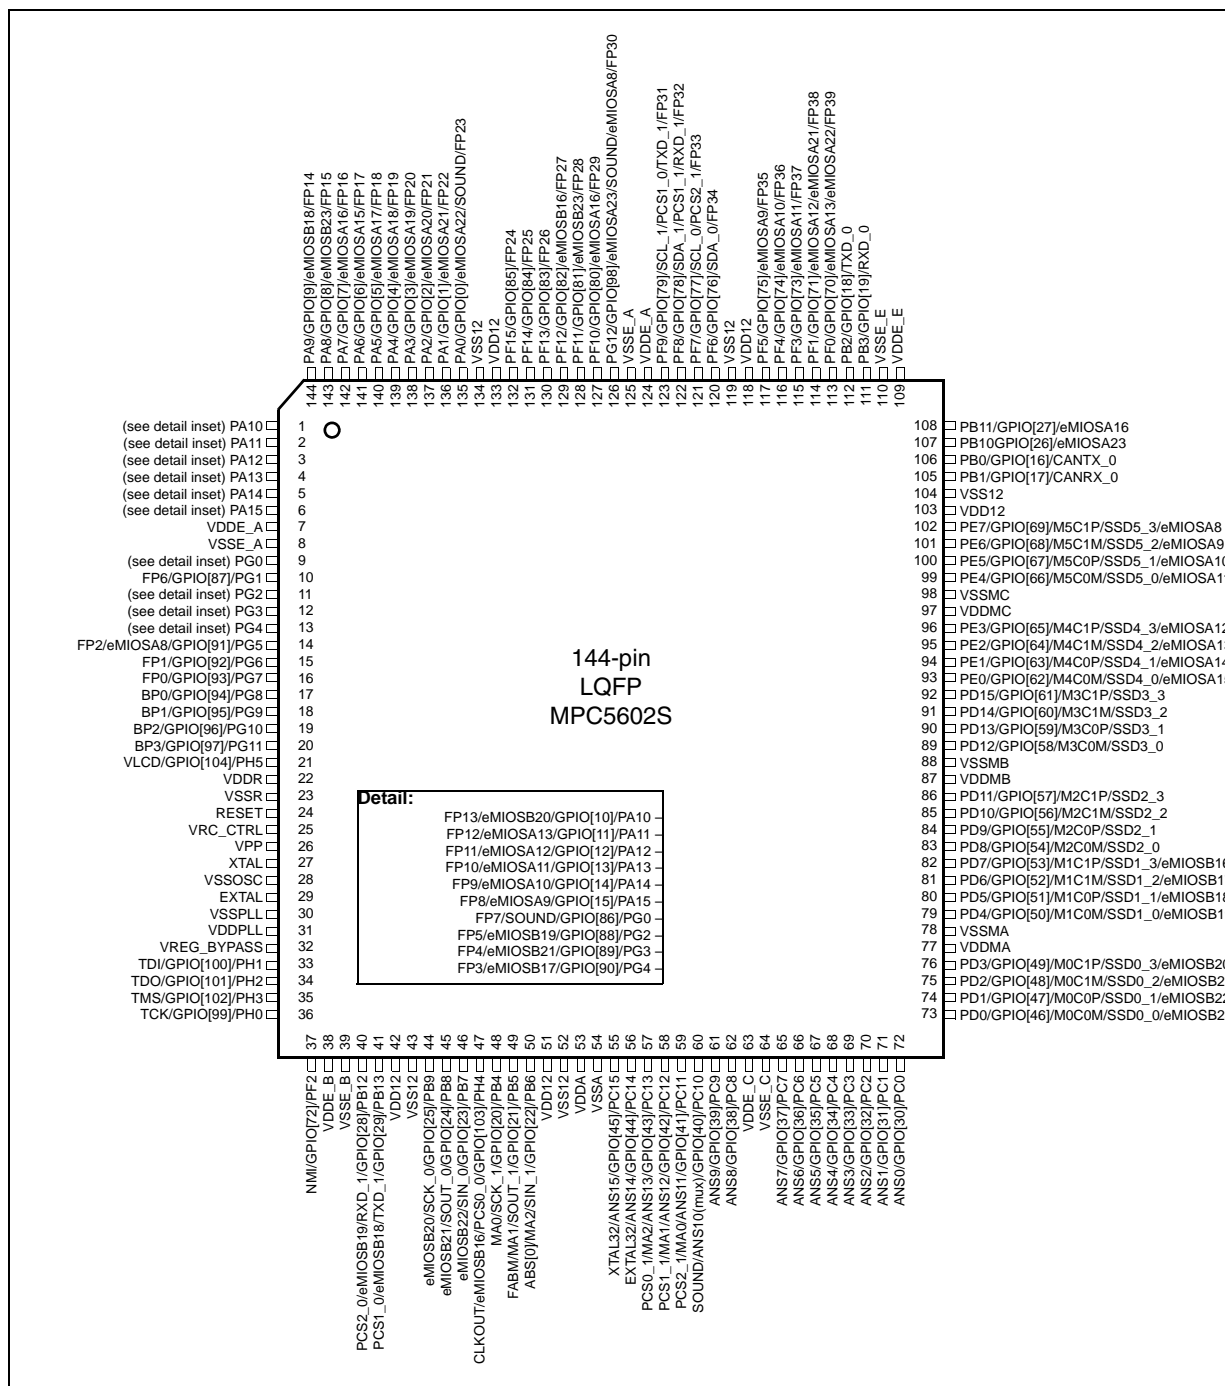 PA9/GPIO[9]/eMIOSB18/FP14
PA8/GPIO[8]/eMIOSB23/FP15
PA7/GPIO[7]/eMIOSA16/FP16
PA6/GPIO[6]/eMIOSA15/FP17
PA5/GPIO[5]/eMIOSA17/FP18
PA4/GPIO[4]/eMIOSA18/FP19
PA3/GPIO[3]/eMIOSA19/FP20
PA2/GPIO[2]/eMIOSA20/FP21
PA1/GPIO[1]/eMIOSA21/FP22
PA0/GPIO[0]/eMIOSA22/SOUND/FP23
VSS12
VDD12
PF15/GPIO[85]/FP24
PF14/GPIO[84]/FP25
PF13/GPIO[83]/FP26
PF12/GPIO[82]/eMIOSB16/FP27
PF11/GPIO[81]/eMIOSB23/FP28
PF10/GPIO[80]/eMIOSA16/FP29
PG12/GPIO[98]/eMIOSA23/SOUND/eMIOSA8/FP30
VSSE_A
VDDE_A
PF9/GPIO[79]/SCL_1/PCS1_0/TXD_1/FP31
PF8/GPIO[78]/SDA_1/PCS1_1/RXD_1/FP32
PF7/GPIO[77]/SCL_0/PCS2_1/FP33
PF6/GPIO[76]/SDA_0/FP34
VSS12
VDD12
PF5/GPIO[75]/eMIOSA9/FP35
PF4/GPIO[74]/eMIOSA10/FP36
PF3/GPIO[73]/eMIOSA11/FP37
PF1/GPIO[71]/eMIOSA12/eMIOSA21/FP38
PF0/GPIO[70]/eMIOSA13/eMIOSA22/FP39
PB2/GPIO[18]/TXD_0
PB3/GPIO[19]/RXD_0
VSSE_E
VDDE_E
144 143 142 141 140 139 138 137 136 135 134 133 132 131 130 129 128 127 126 125 124 123 122 121 120 119 118 117 116 115 114 113 112 111 110 109
(see detail inset) PA10 1
(see detail inset) PA11 2
(see detail inset) PA12 3
(see detail inset) PA13 4
(see detail inset) PA14 5
(see detail inset) PA15 6
VDDE_A 7
VSSE_A 8
(see detail inset) PG0 9
FP6/GPIO[87]/PG1 10
(see detail inset) PG2 11
(see detail inset) PG3 12
(see detail inset) PG4 13
FP2/eMIOSA8/GPIO[91]/PG5 14
FP1/GPIO[92]/PG6 15
FP0/GPIO[93]/PG7 16
BP0/GPIO[94]/PG8 17
BP1/GPIO[95]/PG9 18
BP2/GPIO[96]/PG10 19
BP3/GPIO[97]/PG11 20
VLCD/GPIO[104]/PH5 21
VDDR 22
VSSR 23
RESET 24
VRC_CTRL 25
VPP 26
XTAL 27
VSSOSC 28
EXTAL 29
VSSPLL 30
VDDPLL 31
VREG_BYPASS 32
TDI/GPIO[100]/PH1 33
TDO/GPIO[101]/PH2 34
TMS/GPIO[102]/PH3 35
TCK/GPIO[99]/PH0 36
144-pin
LQFP
MPC5602S
Detail:
FP13/eMIOSB20/GPIO[10]/PA10
FP12/eMIOSA13/GPIO[11]/PA11
FP11/eMIOSA12/GPIO[12]/PA12
FP10/eMIOSA11/GPIO[13]/PA13
FP9/eMIOSA10/GPIO[14]/PA14
FP8/eMIOSA9/GPIO[15]/PA15
FP7/SOUND/GPIO[86]/PG0
FP5/eMIOSB19/GPIO[88]/PG2
FP4/eMIOSB21/GPIO[89]/PG3
FP3/eMIOSB17/GPIO[90]/PG4
108 PB11/GPIO[27]/eMIOSA16
107 PB10GPIO[26]/eMIOSA23
106 PB0/GPIO[16]/CANTX_0
105 PB1/GPIO[17]/CANRX_0
104 VSS12
103 VDD12
102 PE7/GPIO[69]/M5C1P/SSD5_3/eMIOSA8
101 PE6/GPIO[68]/M5C1M/SSD5_2/eMIOSA9
100 PE5/GPIO[67]/M5C0P/SSD5_1/eMIOSA10
99 PE4/GPIO[66]/M5C0M/SSD5_0/eMIOSA1
98 VSSMC
97 VDDMC
96 PE3/GPIO[65]/M4C1P/SSD4_3/eMIOSA12
95 PE2/GPIO[64]/M4C1M/SSD4_2/eMIOSA13
94 PE1/GPIO[63]/M4C0P/SSD4_1/eMIOSA14
93 PE0/GPIO[62]/M4C0M/SSD4_0/eMIOSA15
92 PD15/GPIO[61]/M3C1P/SSD3_3
91 PD14/GPIO[60]/M3C1M/SSD3_2
90 PD13/GPIO[59]/M3C0P/SSD3_1
89 PD12/GPIO[58/M3C0M/SSD3_0
88 VSSMB
87 VDDMB
86 PD11/GPIO[57]/M2C1P/SSD2_3
85 PD10/GPIO[56]/M2C1M/SSD2_2
84 PD9/GPIO[55]/M2C0P/SSD2_1
83 PD8/GPIO[54]/M2C0M/SSD2_0
82 PD7/GPIO[53]/M1C1P/SSD1_3/eMIOSB16
81 PD6/GPIO[52]/M1C1M/SSD1_2/eMIOSB1
80 PD5/GPIO[51]/M1C0P/SSD1_1/eMIOSB18
79 PD4/GPIO[50]/M1C0M/SSD1_0/eMIOSB1
78 VSSMA
77 VDDMA
76 PD3/GPIO[49]/M0C1P/SSD0_3/eMIOSB20
75 PD2/GPIO[48]/M0C1M/SSD0_2/eMIOSB2
74 PD1/GPIO[47]/M0C0P/SSD0_1/eMIOSB22
73 PD0/GPIO[46]/M0C0M/SSD0_0/eMIOSB2
37 38 39 40 41 42 43 44 45 46 47 48 49 50 51 52 53 54 55 56 57 58 59 60 61 62 63 64 65 66 67 68 69 70 71 72
NMI/GPIO[72]/PF2
VDDE_B
VSSE_B
PCS2_0/eMIOSB19/RXD_1/GPIO[28]/PB12
PCS1_0/eMIOSB18/TXD_1/GPIO[29]/PB13
VDD12
VSS12
eMIOSB20/SCK_0/GPIO[25]/PB9
eMIOSB21/SOUT_0/GPIO[24]/PB8
eMIOSB22/SIN_0/GPIO[23]/PB7
CLKOUT/eMIOSB16/PCS0_0/GPIO[103]/PH4
MA0/SCK_1/GPIO[20]/PB4
FABM/MA1/SOUT_1/GPIO[21]/PB5
ABS[0]/MA2/SIN_1/GPIO[22]/PB6
VDD12
VSS12
VDDA
VSSA
XTAL32/ANS15/GPIO[45]/PC15
EXTAL32/ANS14/GPIO[44]/PC14
PCS0_1/MA2/ANS13/GPIO[43]/PC13
PCS1_1/MA1/ANS12/GPIO[42]/PC12
PCS2_1/MA0/ANS11/GPIO[41]/PC11
SOUND/ANS10(mux)/GPIO[40]/PC10
ANS9/GPIO[39]/PC9
ANS8/GPIO[38]/PC8
VDDE_C
VSSE_C
ANS7/GPIO[37]/PC7
ANS6/GPIO[36]/PC6
ANS5/GPIO[35]/PC5
ANS4/GPIO[34]/PC4
ANS3/GPIO[33]/PC3
ANS2/GPIO[32]/PC2
ANS1/GPIO[31]/PC1
ANS0/GPIO[30]/PC0